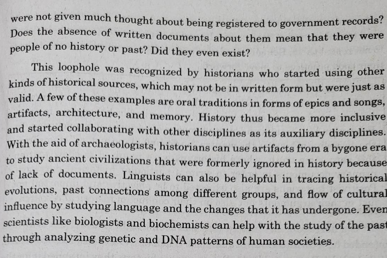 were not given much thought about being registered to government records?
Does the absence of written documents about them mean that they were
people of no history or past? Did they even exist?
This loophole was recognized by historians who started using other
kinds of historical sources, which may not be in written form but were just as
valid. A few of these examples are oral traditions in forms of epics and songs,
artifacts, architecture, and memory. History thus became more inclusive
and started collaborating with other disciplines as its auxiliary disciplines.
With the aid of archaeologists, historians can use artifacts from a bygone era
to study ancient civilizations that were formerly ignored in history because
of lack of documents. Linguists can also be helpful in tracing historical
evolutions, past connections among different groups, and flow of cultural
influence by studying language and the changes that it has undergone. Even
scientists like biologists and biochemists can help with the study of the past
through analyzing genetic and DNA patterns of human societies.